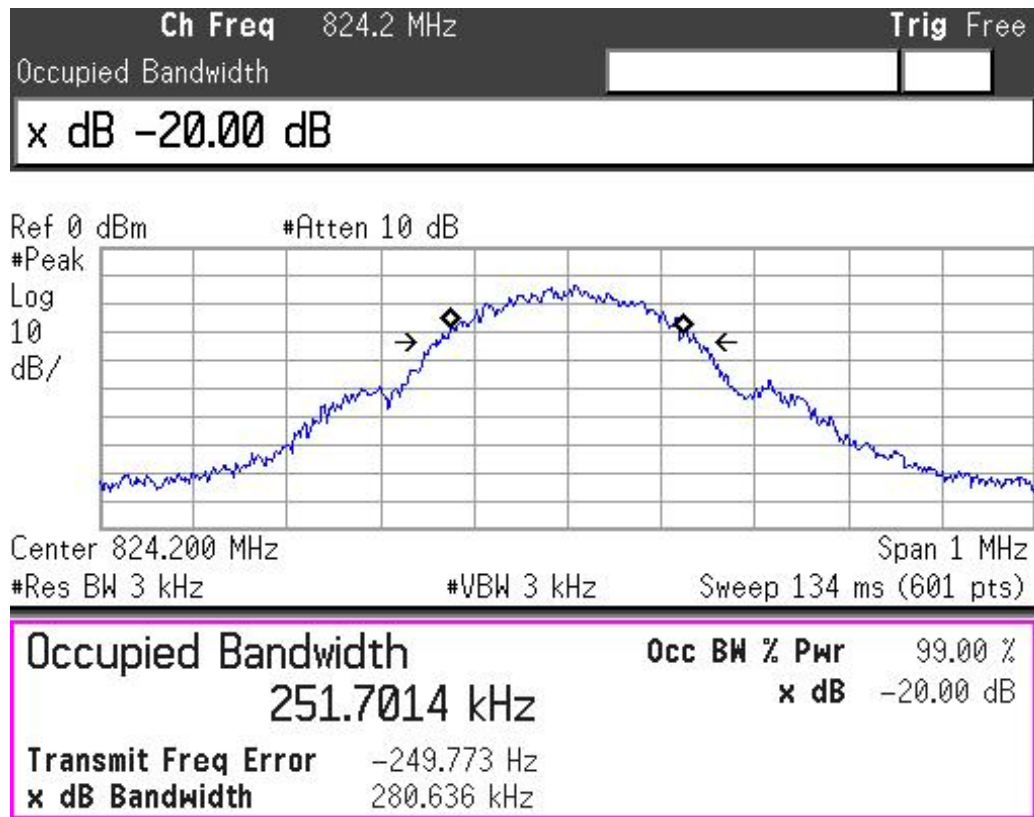 Ch Freq 824.2 MHz Trig Free
Occupied Bandwidth
x dB -20.00 dB
Ref 0 dBm #Atten 10 dB
#Peak
Log
10
dB/
Center 824.200 MHz Span 1 MHz
#Res BW 3 kHz #VBW 3 kHz Sweep 134 ms (601 pts)
Occupied Bandwidth Occ BW % Pwr 99.00 %
251.7014 kHz x dB -20.00 dB
Transmit Freq Error -249.773 Hz
x dB Bandwidth 280.636 kHz